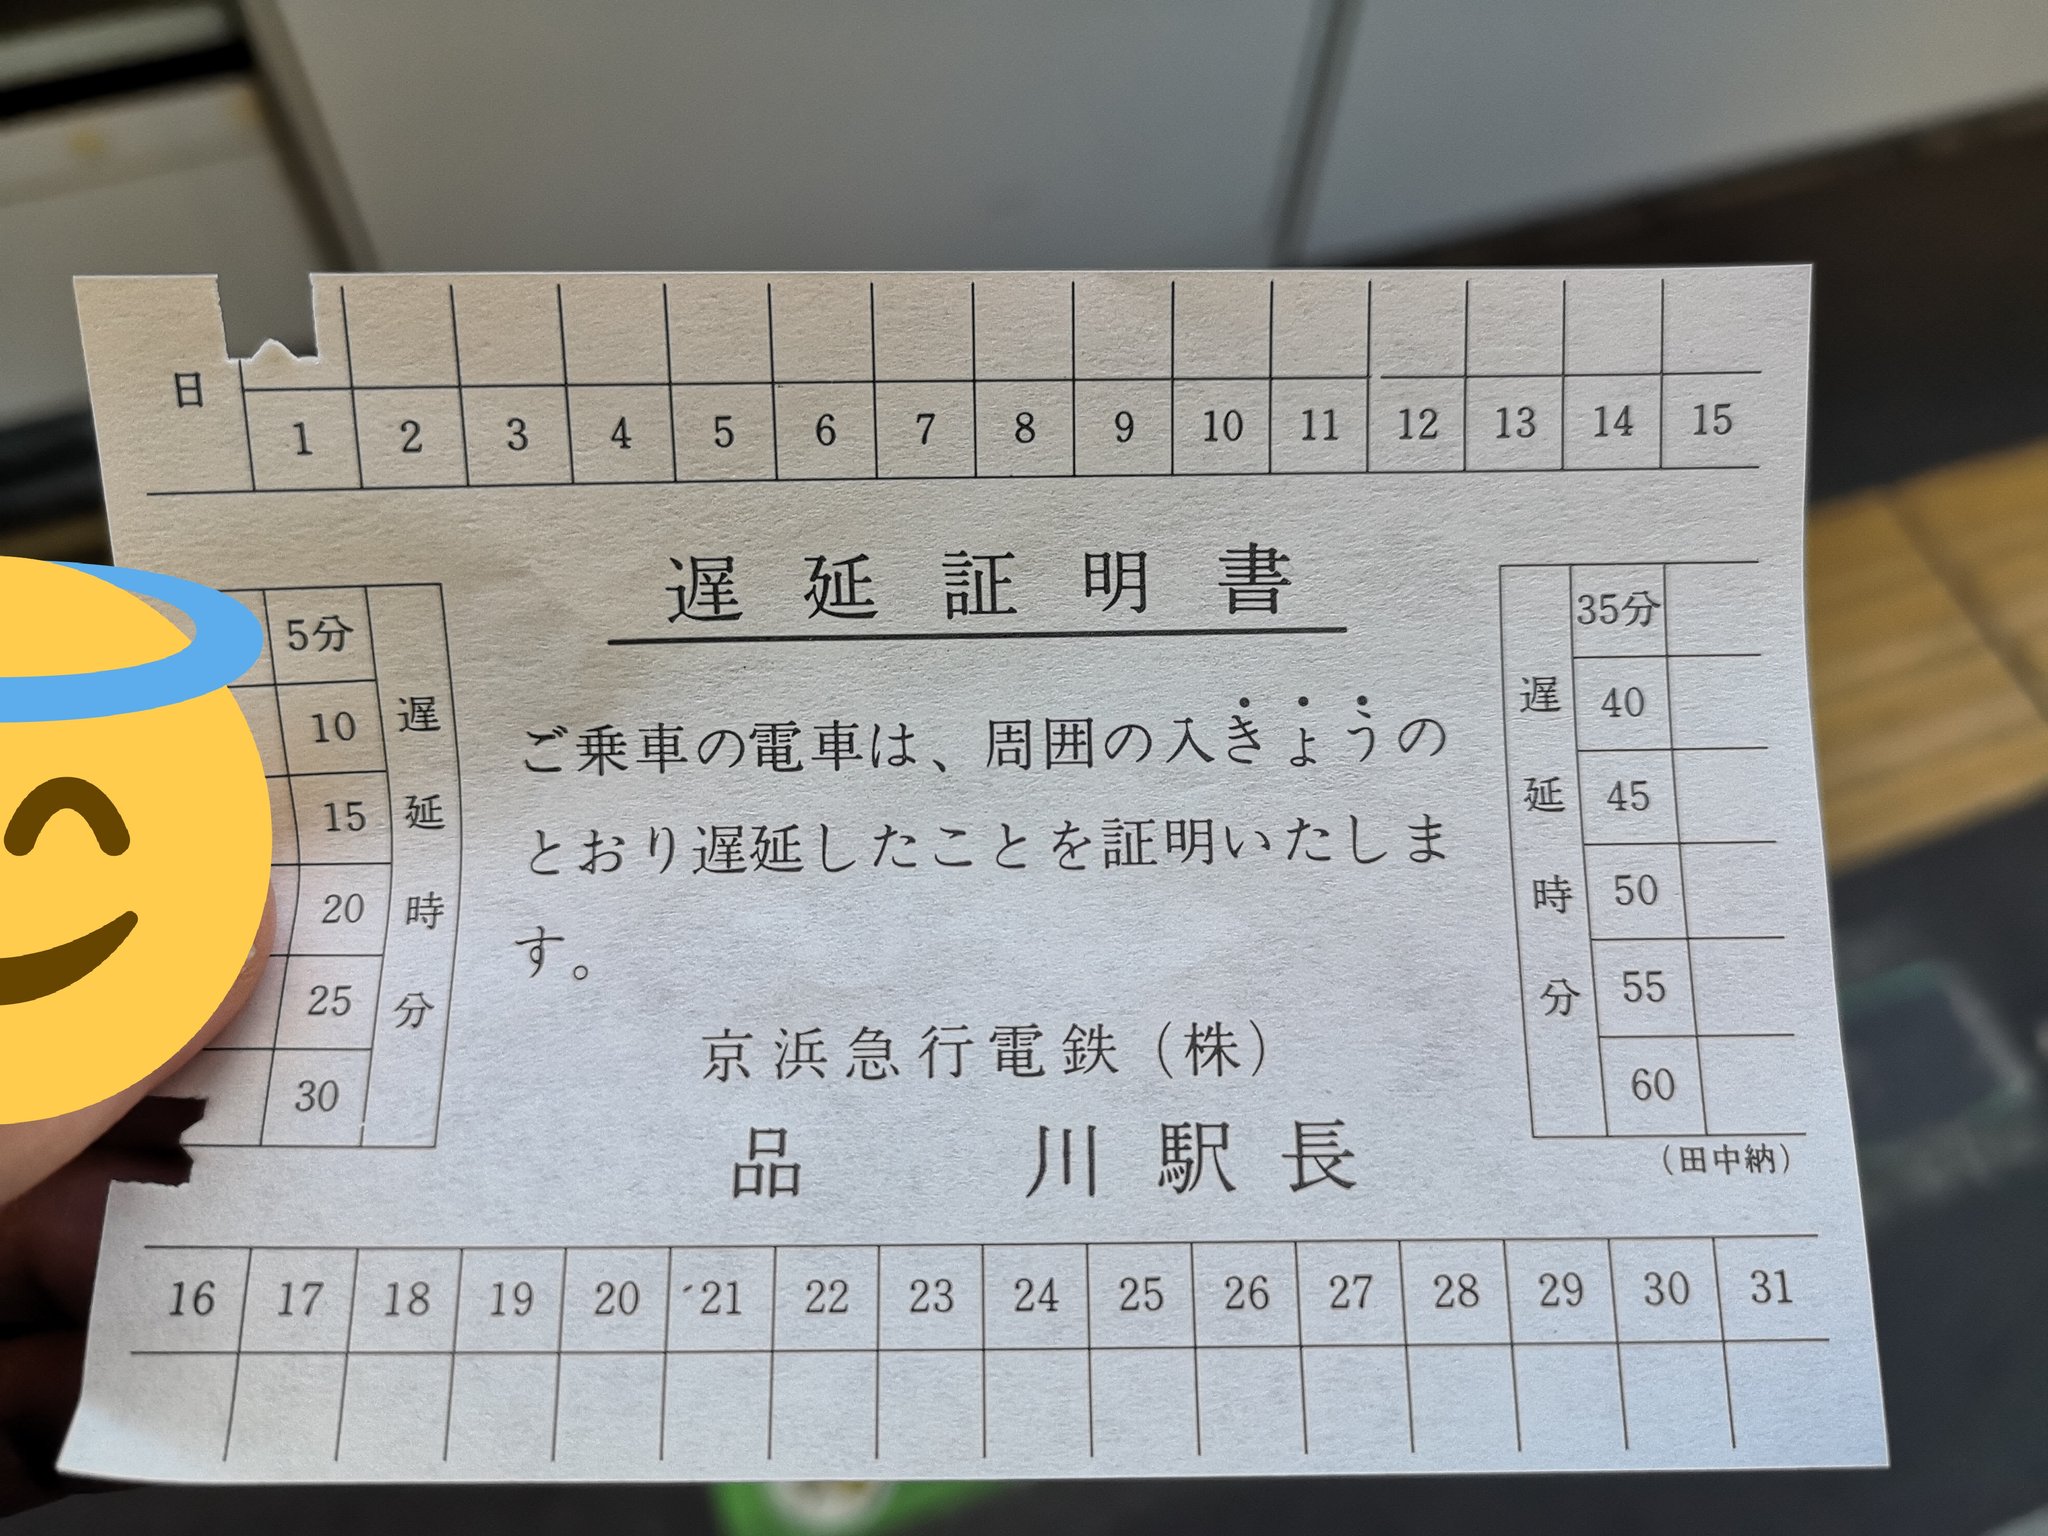 日 1 2 3 4 5 6 7 8 9 10 11 12 13 14 15
遅延証明書
ご乗車の電車は、周囲の入きょうの
とおり遅延したことを証明いたしま
す。
京浜急行電鉄(株)
品川駅長
遅延時分
5分
10
15
20
25
30
遅延時分
35分
40
45
50
55
60
(田中納)
16 17 18 19 20 21 22 23 24 25 26 27 28 29 30 31